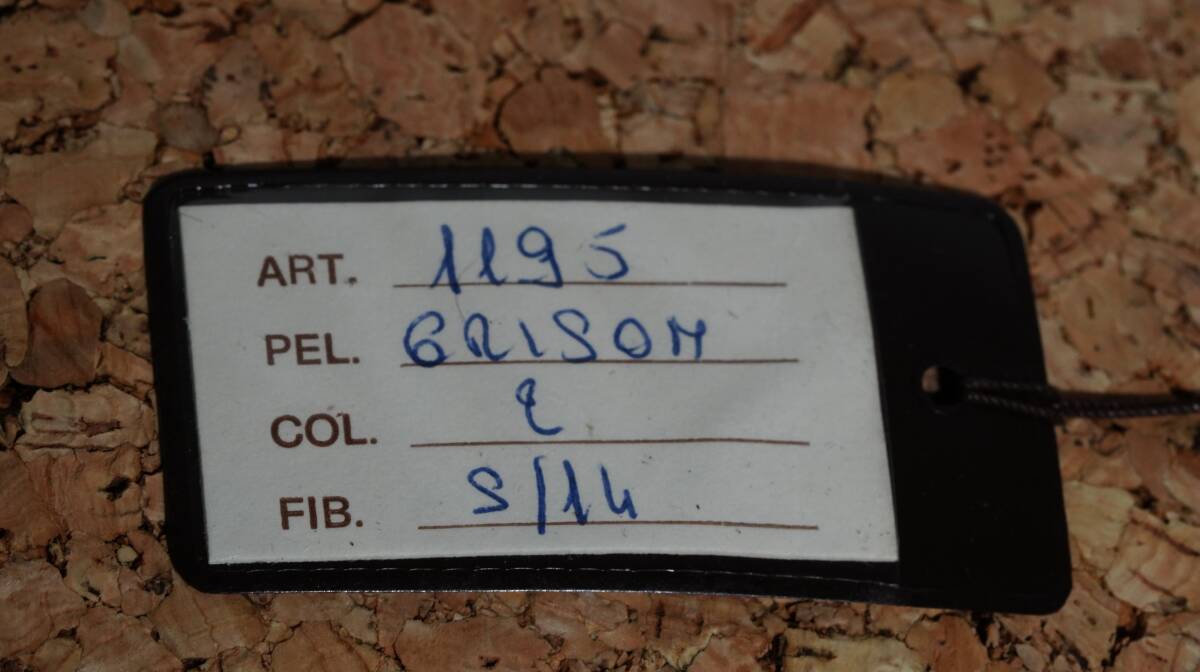 ART. 1195
PEL. GRISON
COL. 2
FIB. S/14